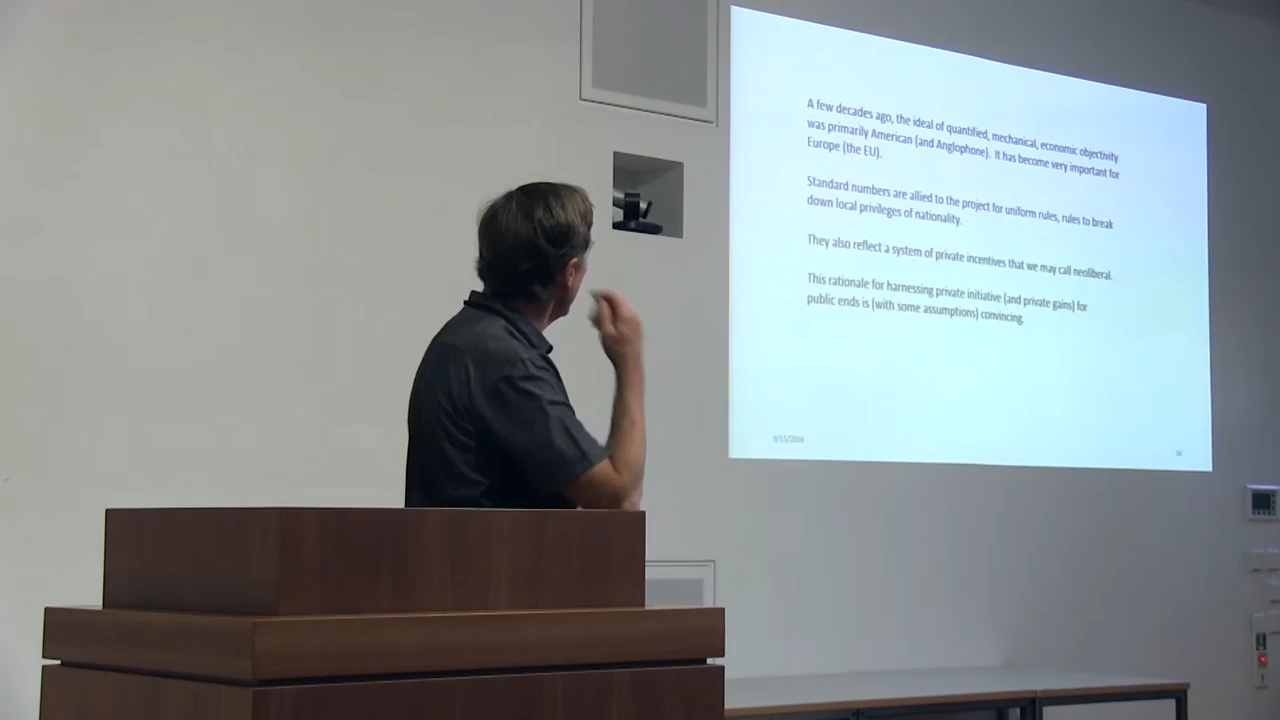 A few decades ago, the ideal of quantified, mechanical, economic objectivity
was primarily American (and Anglophone). It has become very important for
Europe (the EU).
Standard numbers are allied to the project for uniform rules, rules to break
down local privileges of nationality.
They also reflect a system of private incentives that we may call neoliberal.
This rationale for harnessing private initiative (and private gains) for
public ends is (with some assumptions) convincing.